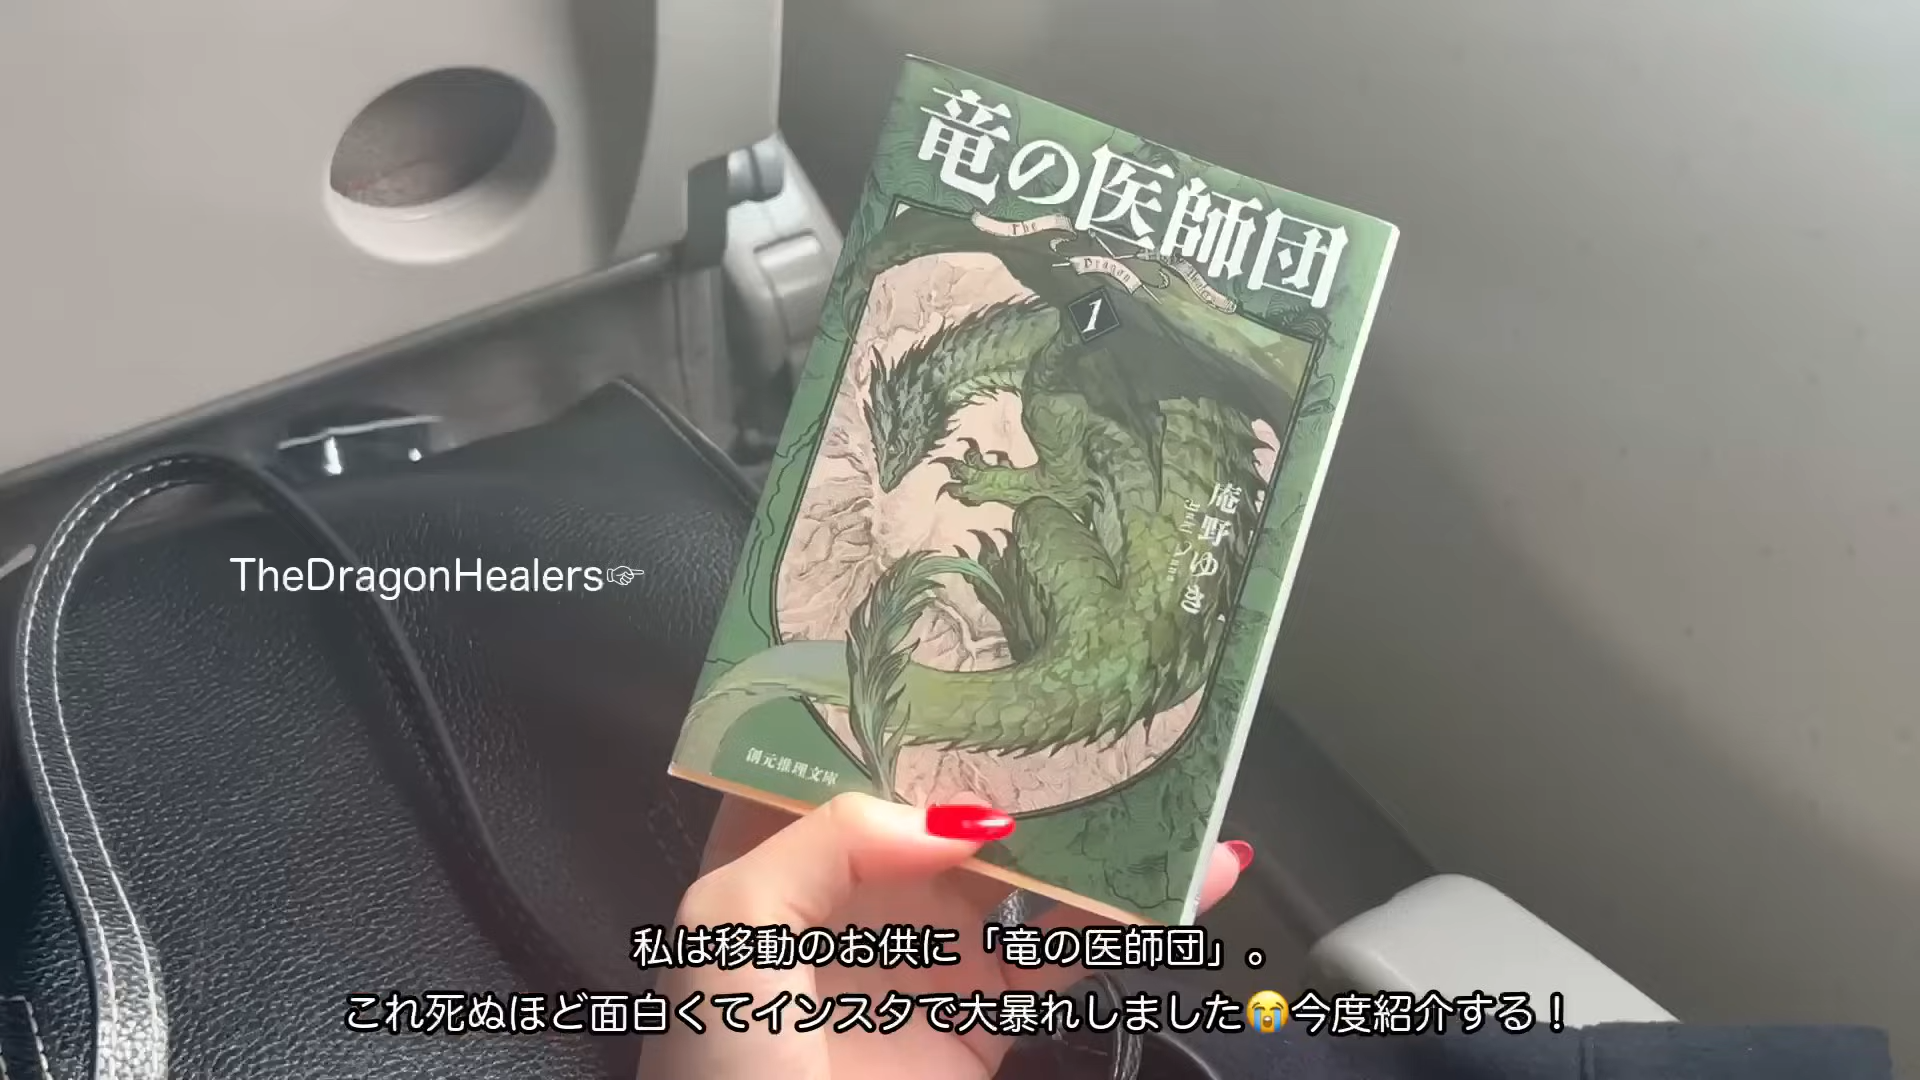 竜の医師団
The
Dragon
Healers
1
庵野ゆき
Yuki Anno
創元推理文庫
TheDragonHealers☞
私は移動のお供に「竜の医師団」。
これ死ぬほど面白くてインスタで大暴れしました😭今度紹介する！